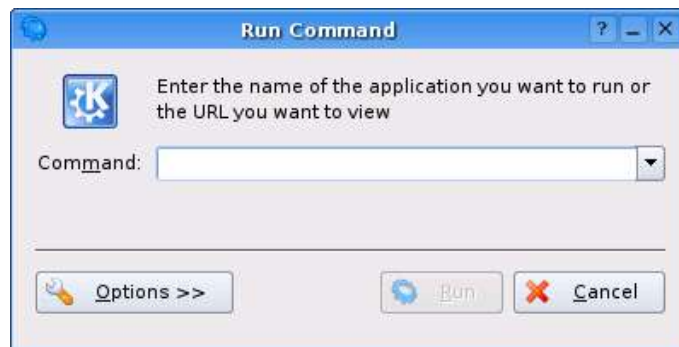 Run Command
Enter the name of the application you want to run or
the URL you want to view
Command:
Options >>
Run
Cancel